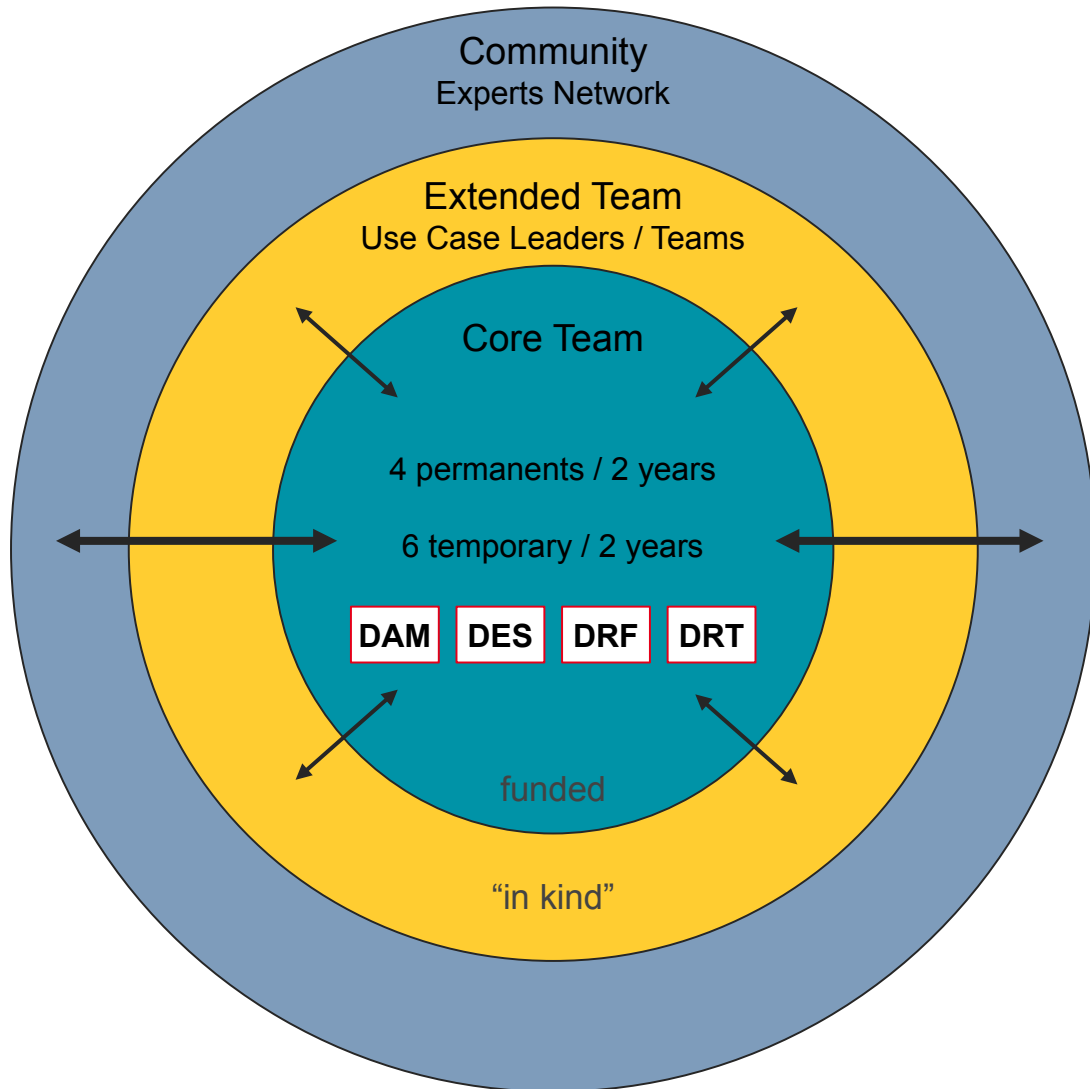 Community
Experts Network
Extended Team
Use Case Leaders / Teams
Core Team
4 permanents / 2 years
6 temporary / 2 years
DAM DES DRF DRT
funded
“in kind”